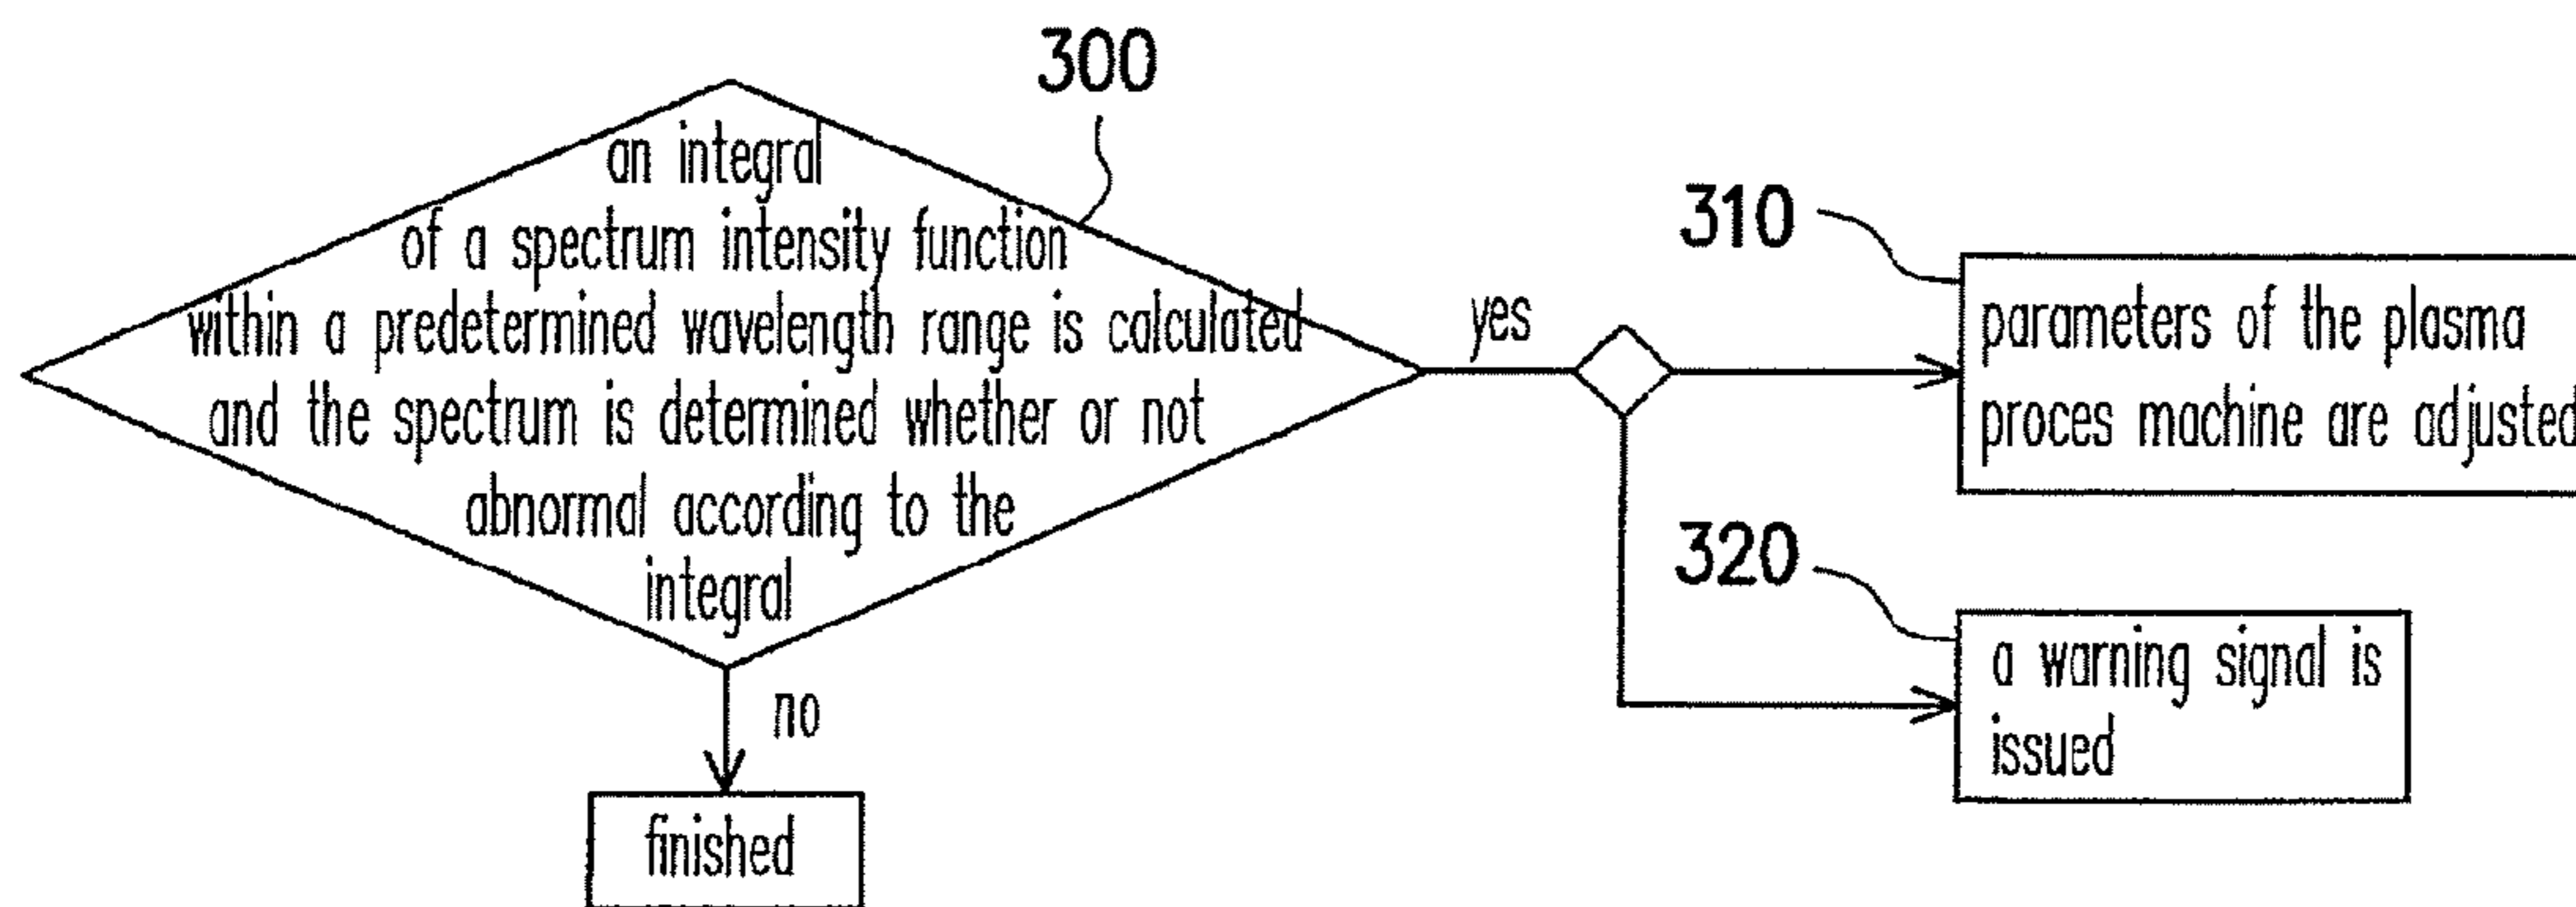 300
an integral
of a spectrum intensity function
within a predetermined wavelength range is calculated
and the spectrum is determined whether or not
abnormal according to the
integral
yes
310
parameters of the plasma
proces machine are adjusted
320
a warning signal is
issued
no
finished